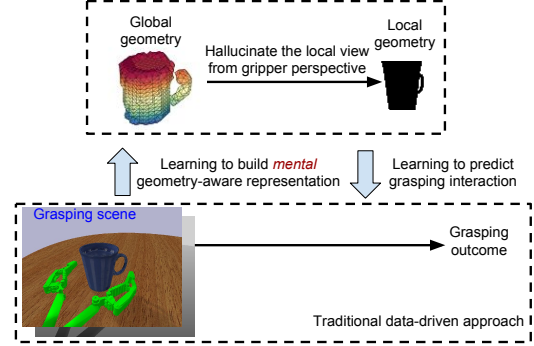 Global
geometry
Hallucinate the local view
from gripper perspective
Local
geometry
Learning to build mental
geometry-aware representation
Learning to predict
grasping interaction
Grasping scene
Grasping
outcome
Traditional data-driven approach